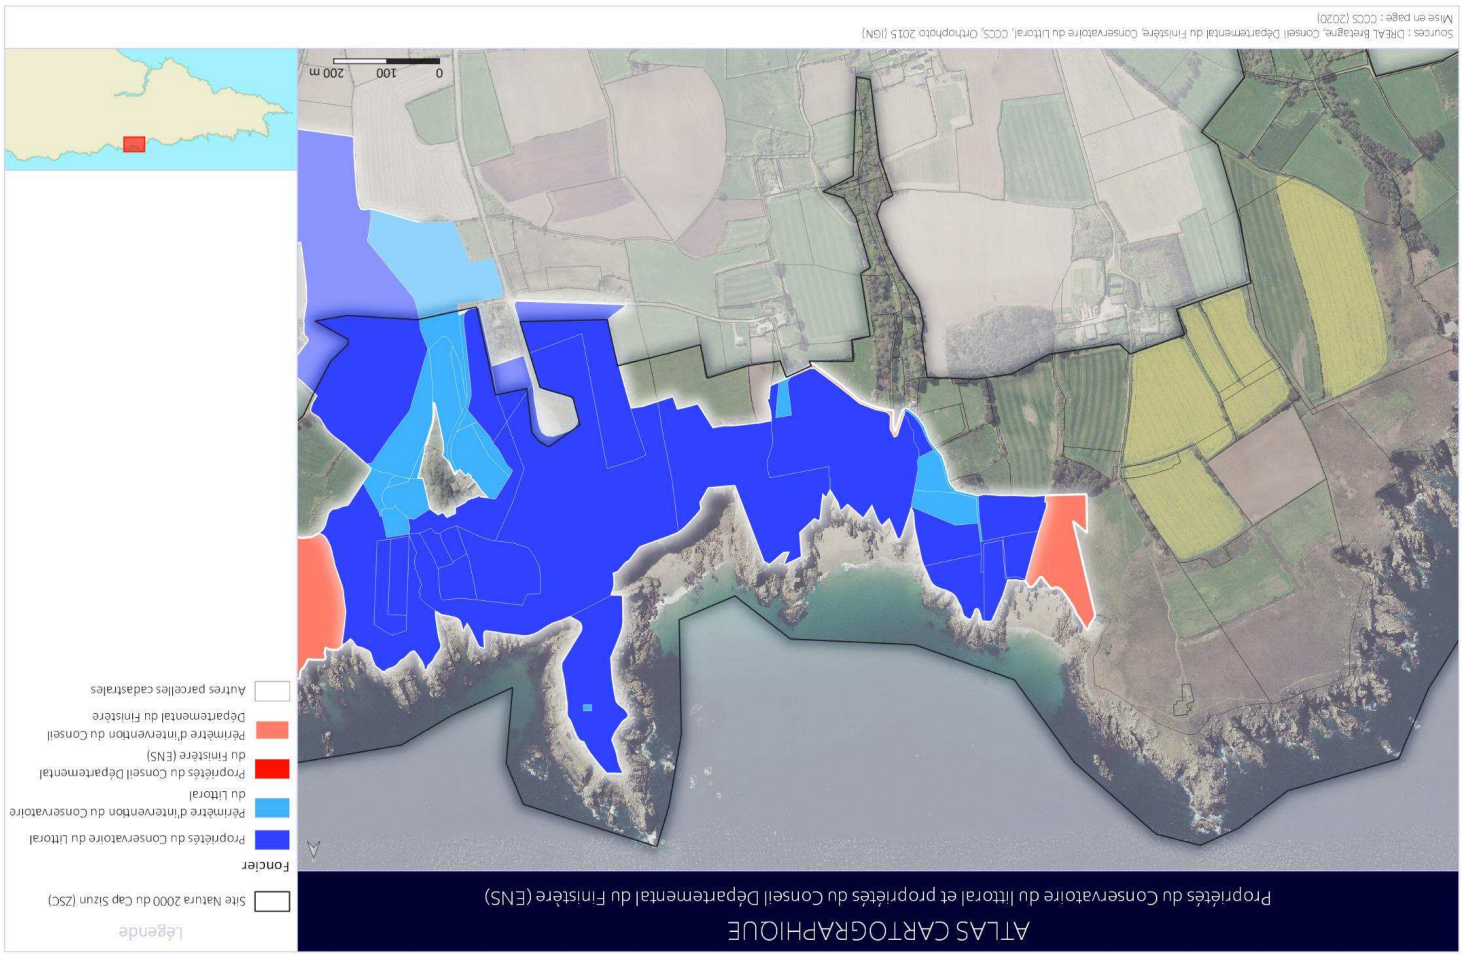 ATLAS CARTOGRAPHIQUE
Propriétés du Conservatoire du littoral et propriétés du Conseil Départemental du Finistère (ENS)
Légende
Site Natura 2000 du Cap Sizun (ZSC)
Foncier
Propriétés du Conservatoire du Littoral
Périmètre d'intervention du Conservatoire
du Littoral
Propriétés du Conseil Départemental
du Finistère (ENS)
Périmètre d'intervention du Conseil
Départemental du Finistère
Autres parcelles cadastrales
0 100 200 m
Sources : DREAL Bretagne, Conseil Départemental du Finistère, Conservatoire du Littoral, CCCS, Orthophoto 2015 (IGN)
Mise en page : CCCS (2020)